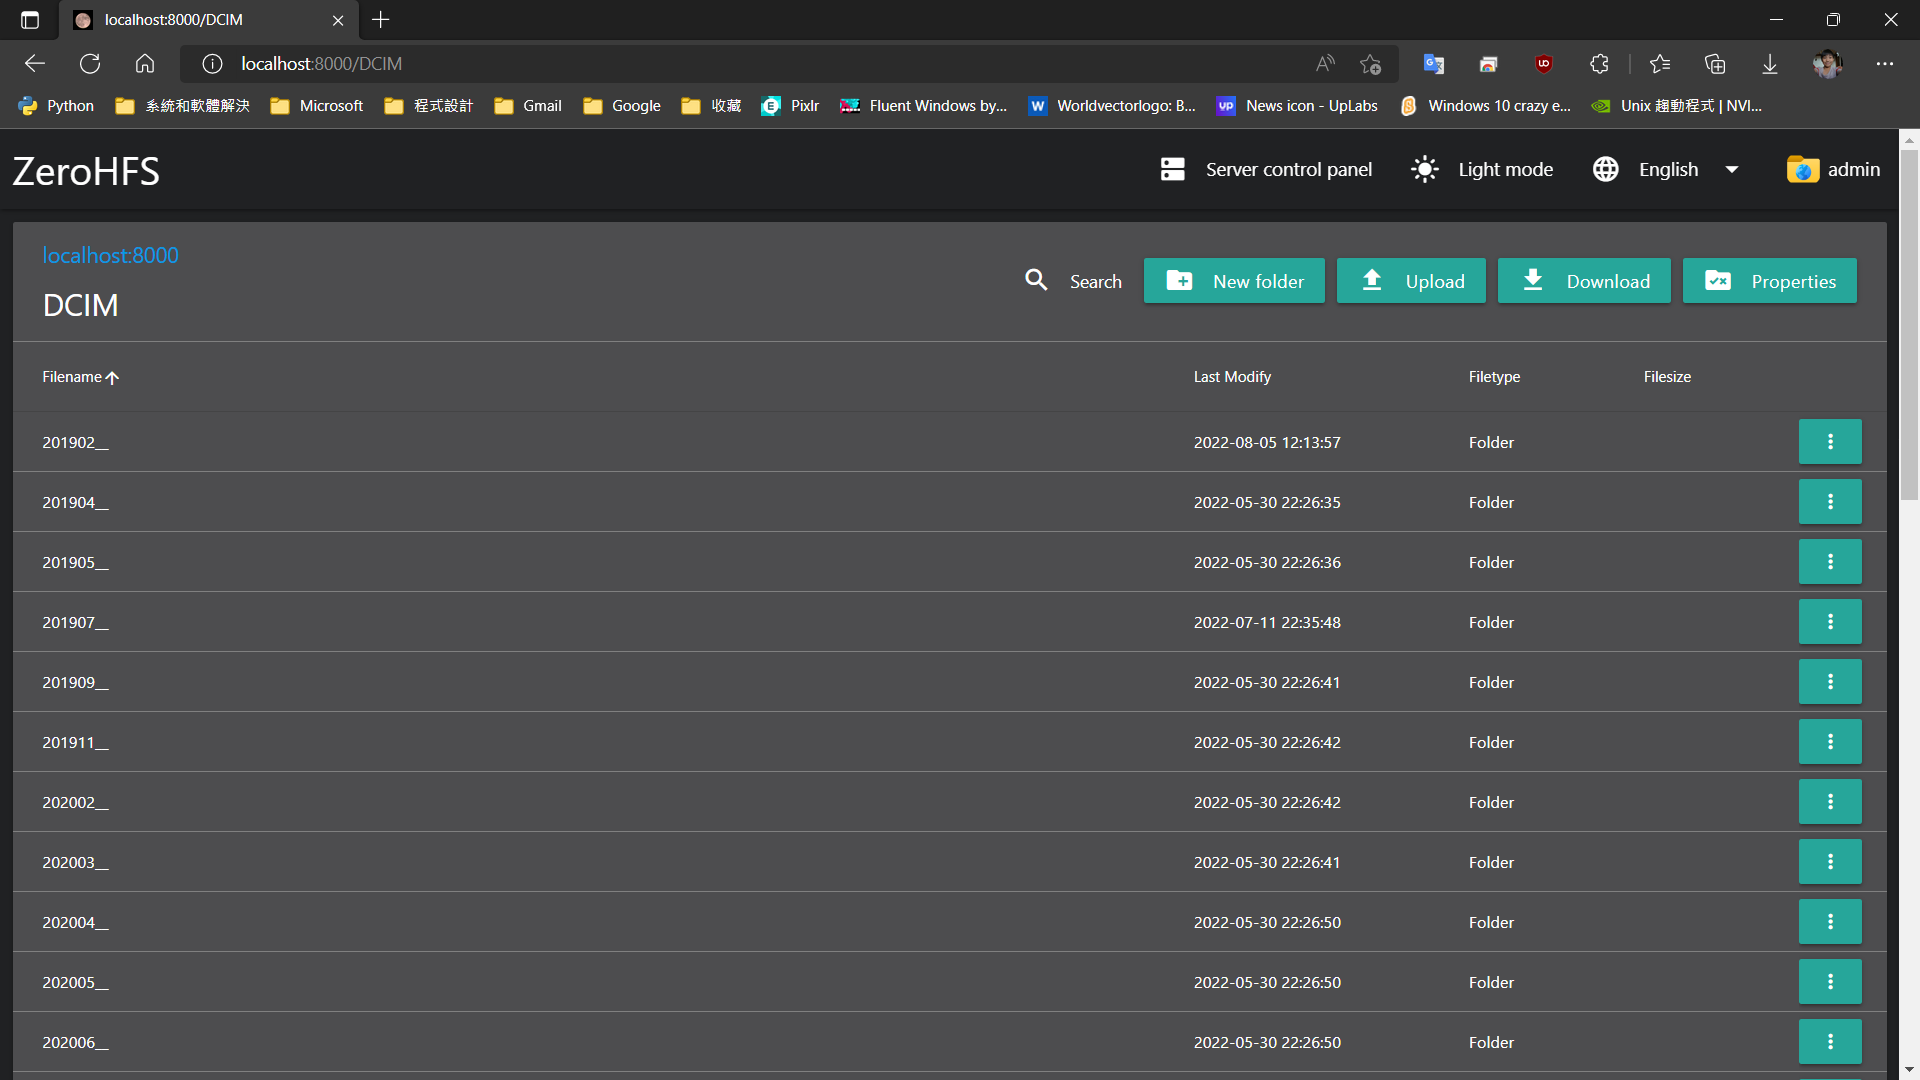 localhost:8000/DCIM
localhost:8000/DCIM
Python 系統和軟體解決 Microsoft 程式設計 Gmail Google 收藏 Pixlr Fluent Windows by... Worldvectorlogo: B... News icon - UpLabs Windows 10 crazy e... Unix 趨動程式 | NVI...
ZeroHFS Server control panel Light mode English admin
localhost:8000
DCIM
Search New folder Upload Download Properties
Filename Last Modify Filetype Filesize
201902__ 2022-08-05 12:13:57 Folder
201904__ 2022-05-30 22:26:35 Folder
201905__ 2022-05-30 22:26:36 Folder
201907__ 2022-07-11 22:35:48 Folder
201909__ 2022-05-30 22:26:41 Folder
201911__ 2022-05-30 22:26:42 Folder
202002__ 2022-05-30 22:26:42 Folder
202003__ 2022-05-30 22:26:41 Folder
202004__ 2022-05-30 22:26:50 Folder
202005__ 2022-05-30 22:26:50 Folder
202006__ 2022-05-30 22:26:50 Folder